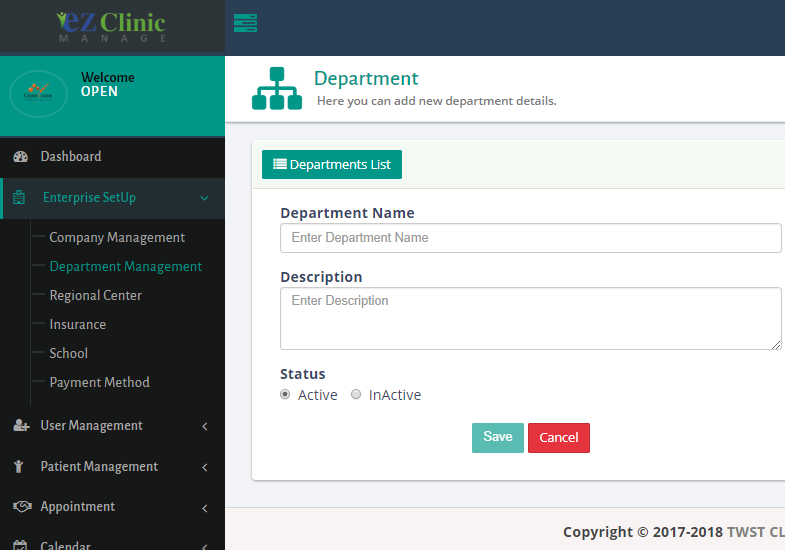 ezClinic
MANAGE
Welcome
OPEN
Dashboard
Enterprise SetUp
Company Management
Department Management
Regional Center
Insurance
School
Payment Method
User Management
Patient Management
Appointment
Calendar
Department
Here you can add new department details.
Departments List
Department Name
Enter Department Name
Description
Enter Description
Status
Active InActive
Save Cancel
Copyright © 2017-2018 TWST CL